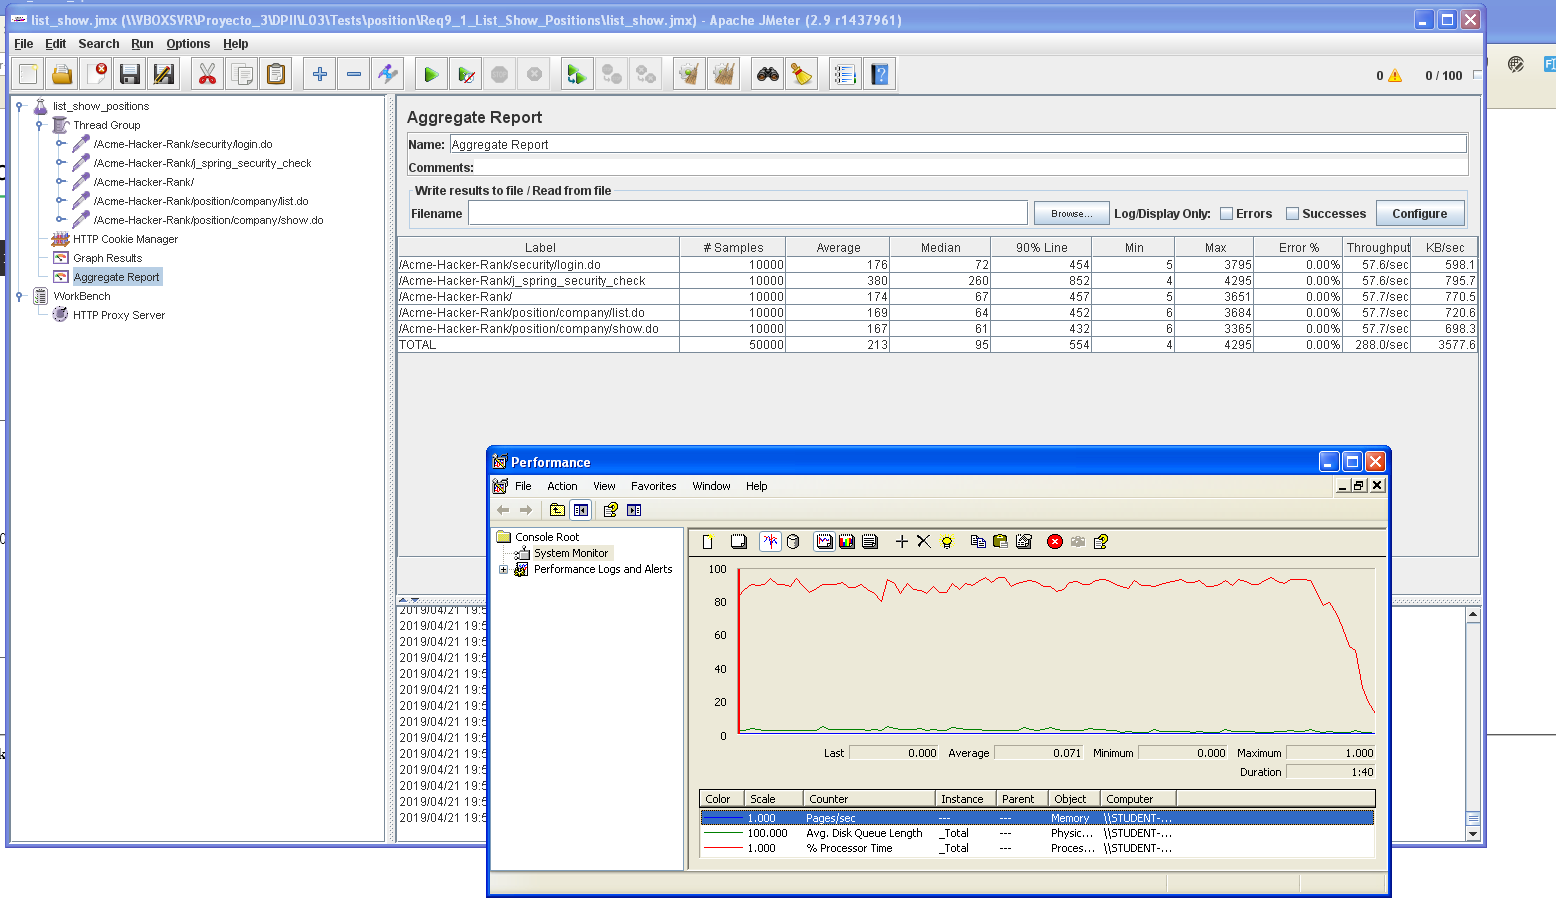 list_show.jmx (\\VBOXSVR\Proyecto_3\DPII\LO3\Tests\position\Req9_1_List_Show_Positions\list_show.jmx) - Apache JMeter (2.9 r1437961)
File Edit Search Run Options Help
0 0 / 100
list_show_positions
Thread Group
/Acme-Hacker-Rank/security/login.do
/Acme-Hacker-Rank/j_spring_security_check
/Acme-Hacker-Rank/
/Acme-Hacker-Rank/position/company/list.do
/Acme-Hacker-Rank/position/company/show.do
HTTP Cookie Manager
Graph Results
Aggregate Report
WorkBench
HTTP Proxy Server
Aggregate Report
Name: Aggregate Report
Comments:
Write results to file / Read from file
Filename Browse... Log/Display Only: Errors Successes Configure
Label # Samples Average Median 90% Line Min Max Error % Throughput KB/sec
/Acme-Hacker-Rank/security/login.do 10000 176 72 454 5 3795 0.00% 57.6/sec 598.1
/Acme-Hacker-Rank/j_spring_security_check 10000 380 260 852 4 4295 0.00% 57.6/sec 795.7
/Acme-Hacker-Rank/ 10000 174 67 457 5 3651 0.00% 57.7/sec 770.5
/Acme-Hacker-Rank/position/company/list.do 10000 169 64 452 6 3684 0.00% 57.7/sec 720.6
/Acme-Hacker-Rank/position/company/show.do 10000 167 61 432 6 3365 0.00% 57.7/sec 698.3
TOTAL 50000 213 95 554 4 4295 0.00% 288.0/sec 3577.6
2019/04/21 19:5
2019/04/21 19:5
2019/04/21 19:5
2019/04/21 19:5
2019/04/21 19:5
2019/04/21 19:5
2019/04/21 19:5
2019/04/21 19:5
2019/04/21 19:5
2019/04/21 19:5
2019/04/21 19:5
2019/04/21 19:5
2019/04/21 19:5
2019/04/21 19:5
Performance
File Action View Favorites Window Help
Console Root
System Monitor
Performance Logs and Alerts
100
80
60
40
20
0
Last 0.000 Average 0.071 Minimum 0.000 Maximum 1.000
Duration 1:40
Color Scale Counter Instance Parent Object Computer
1.000 Pages/sec --- --- Memory \\STUDENT-...
100.000 Avg. Disk Queue Length _Total --- Physic... \\STUDENT-...
1.000 % Processor Time _Total --- Proces... \\STUDENT-...